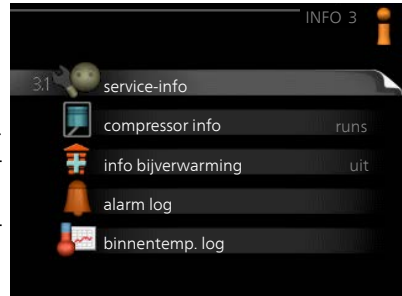 INFO 3
3.1 service-info
compressor info runs
info bijverwarming uit
alarm log
binnentemp. log